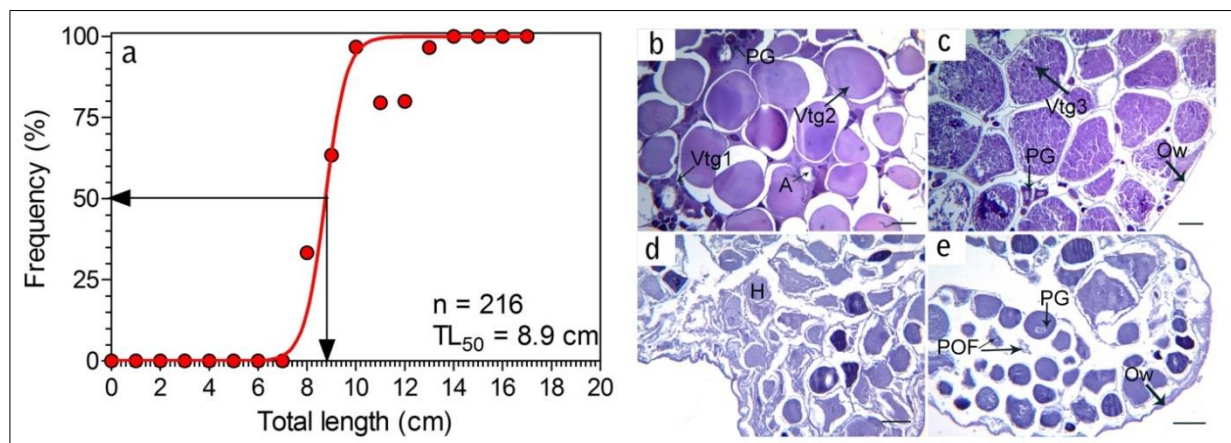 a
100
75
50
25
0
Frequency (%)
n = 216
TL50 = 8.9 cm
0 2 4 6 8 10 12 14 16 18 20
Total length (cm)
b
PG
Vtg2
Vtg1
A
c
Vtg3
PG
Ow
d
H
e
PG
POF
Ow